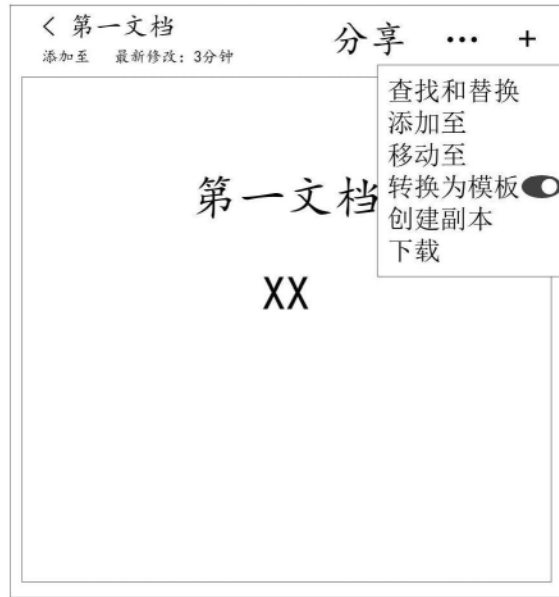 < 第一文档
分享 ··· +
添加至 最新修改：3分钟
查找和替换
添加至
移动至
转换为模板
创建副本
下载
第一文档
XX